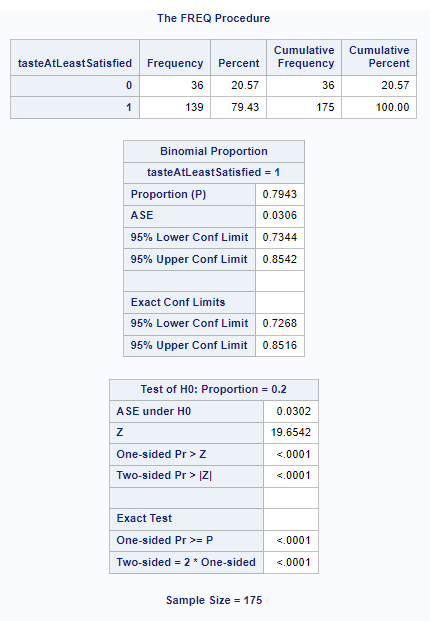 The FREQ Procedure
tasteAtLeastSatisfied Frequency Percent Cumulative Frequency Cumulative Percent
0 36 20.57 36 20.57
1 139 79.43 175 100.00
Binomial Proportion
tasteAtLeastSatisfied = 1
Proportion (P) 0.7943
ASE 0.0306
95% Lower Conf Limit 0.7344
95% Upper Conf Limit 0.8542
Exact Conf Limits
95% Lower Conf Limit 0.7268
95% Upper Conf Limit 0.8516
Test of H0: Proportion = 0.2
ASE under H0 0.0302
Z 19.6542
One-sided Pr > Z <.0001
Two-sided Pr > |Z| <.0001
Exact Test
One-sided Pr >= P <.0001
Two-sided = 2 * One-sided <.0001
Sample Size = 175